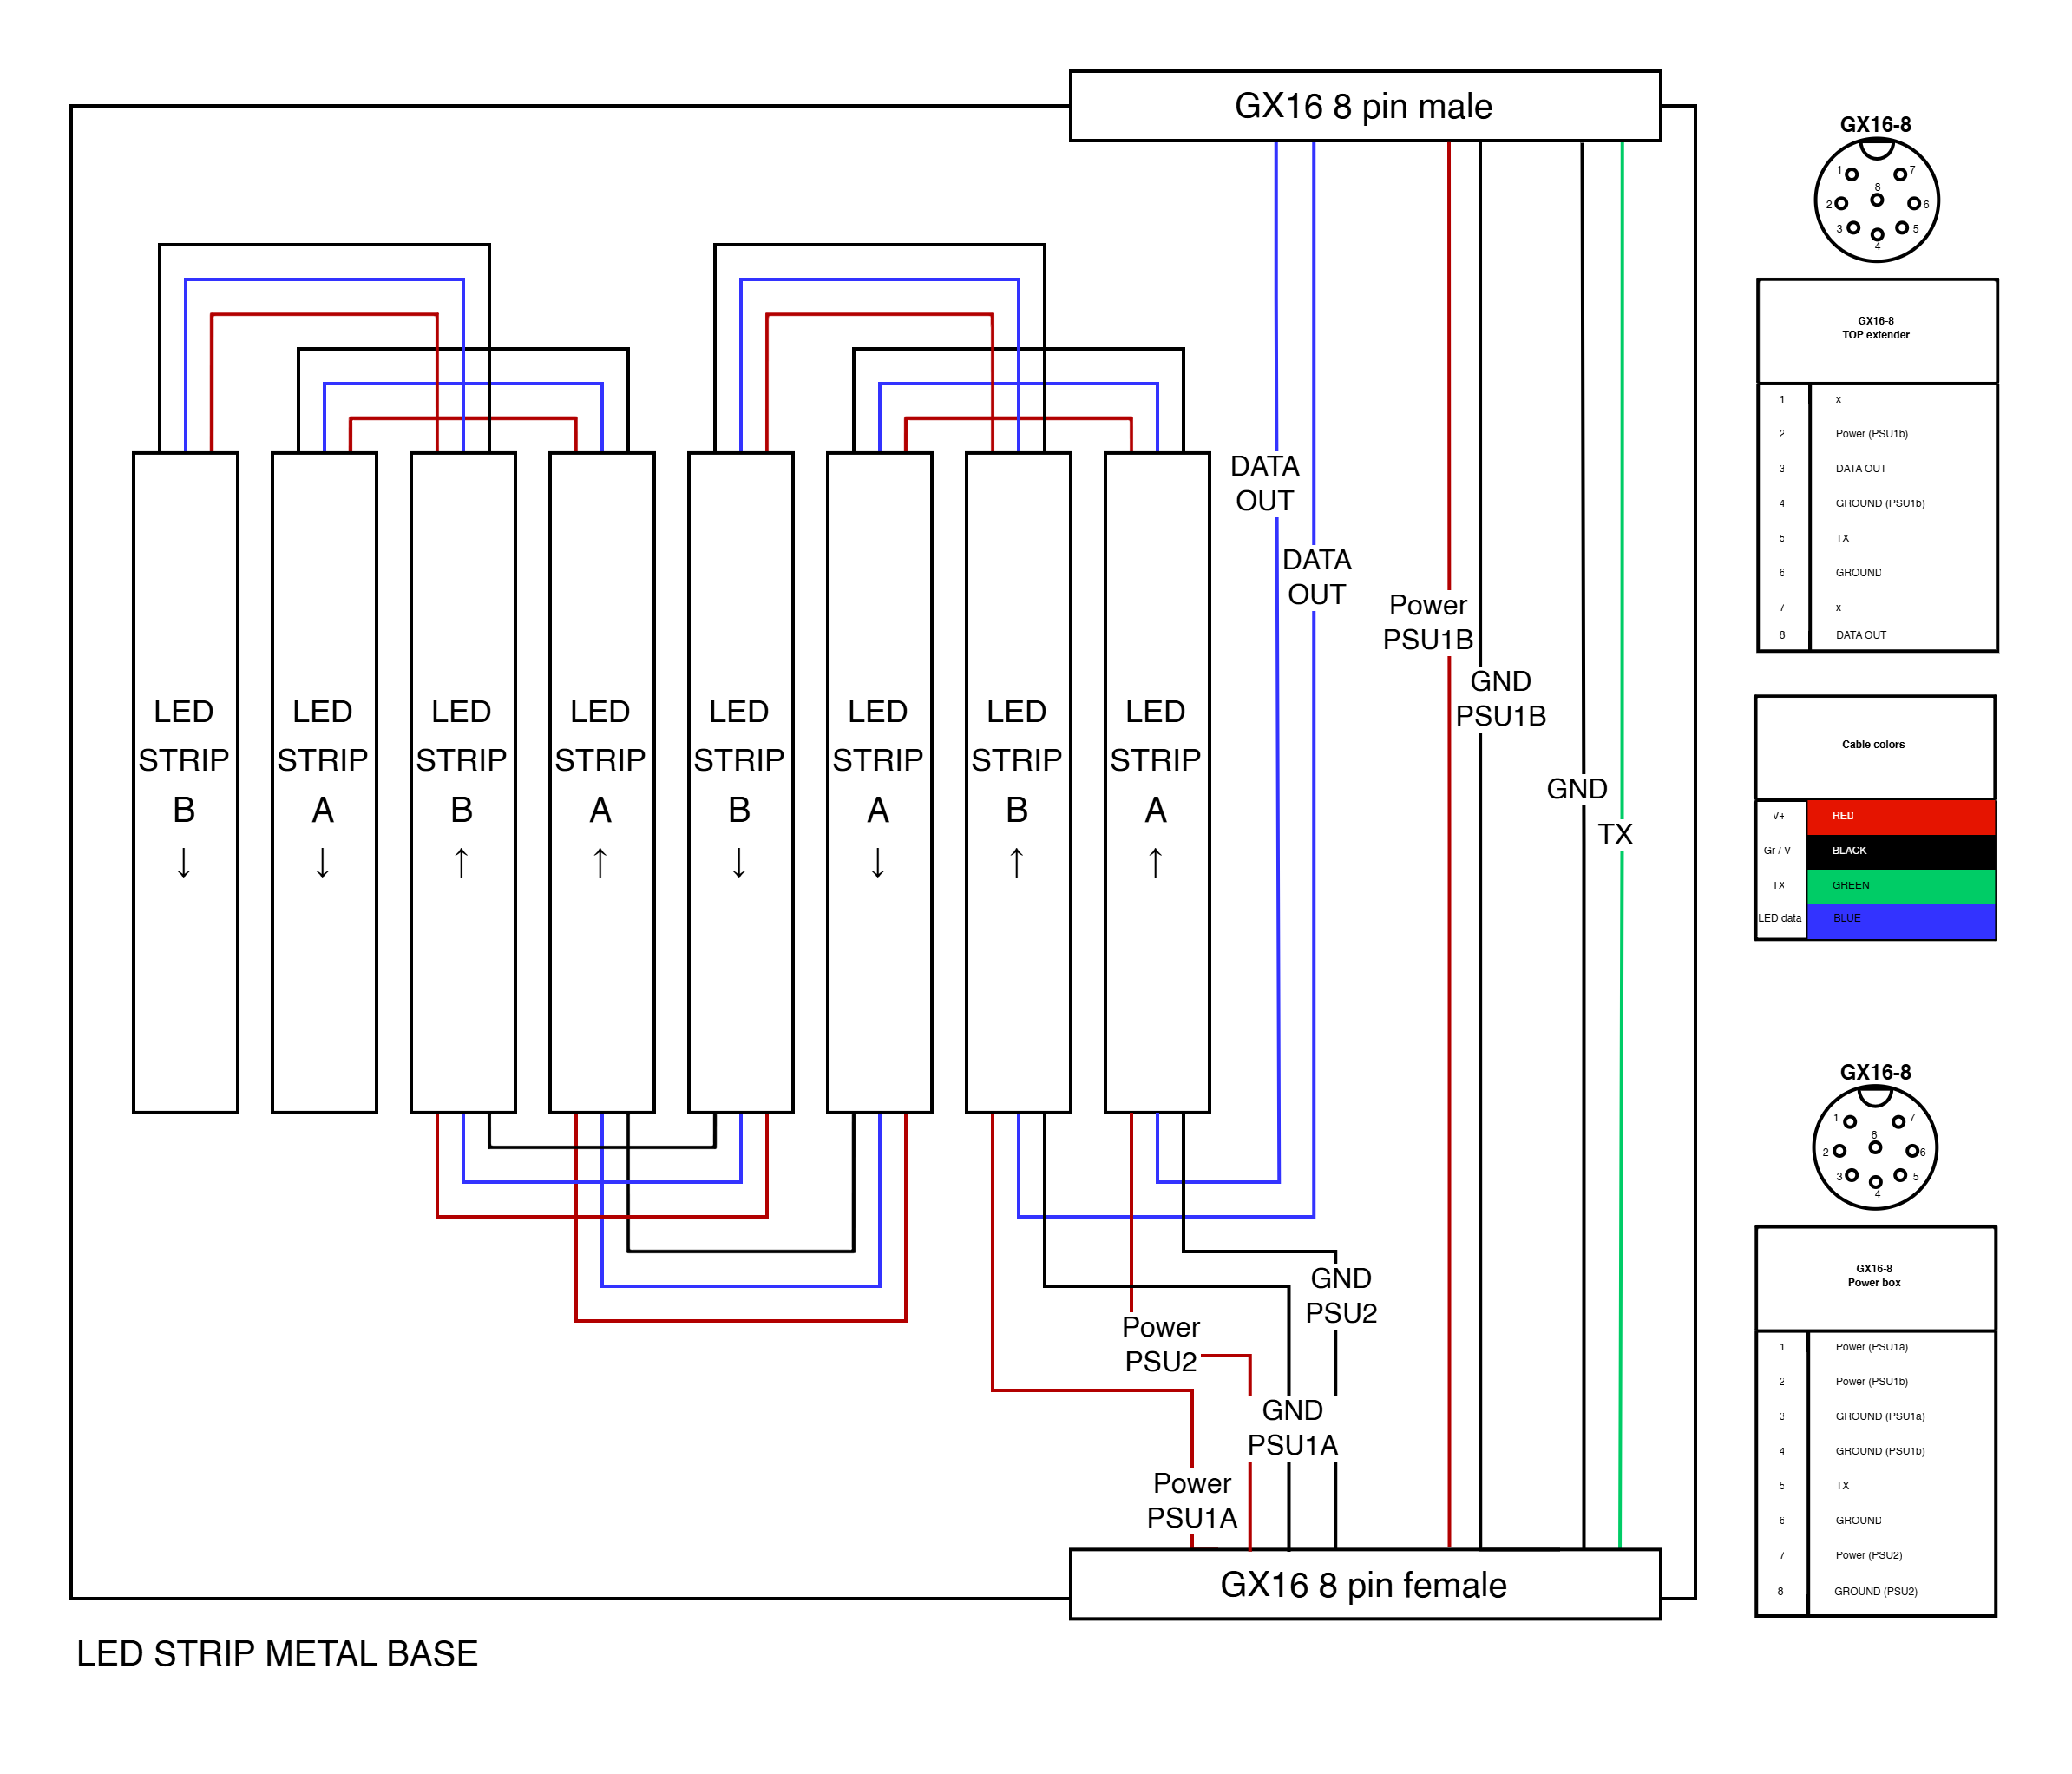 GX16 8 pin male
DATA
OUT
DATA
OUT
Power
PSU1B
GND
PSU1B
GND
TX
LED
STRIP
B
↓
LED
STRIP
A
↓
LED
STRIP
B
↑
LED
STRIP
A
↑
LED
STRIP
B
↓
LED
STRIP
A
↓
LED
STRIP
B
↑
LED
STRIP
A
↑
GND
PSU2
Power
PSU2
GND
PSU1A
Power
PSU1A
GX16 8 pin female
LED STRIP METAL BASE
GX16-8
1 7
8
2 6
3 5
4
GX16-8
TOP extender
1 x
2 Power (PSU1b)
3 DATA OUT
4 GROUND (PSU1b)
5 TX
6 GROUND
7 x
8 DATA OUT
Cable colors
V+ RED
Gr / V- BLACK
TX GREEN
LED data BLUE
GX16-8
1 7
8
2 6
3 5
4
GX16-8
Power box
1 Power (PSU1a)
2 Power (PSU1b)
3 GROUND (PSU1a)
4 GROUND (PSU1b)
5 TX
6 GROUND
7 Power (PSU2)
8 GROUND (PSU2)